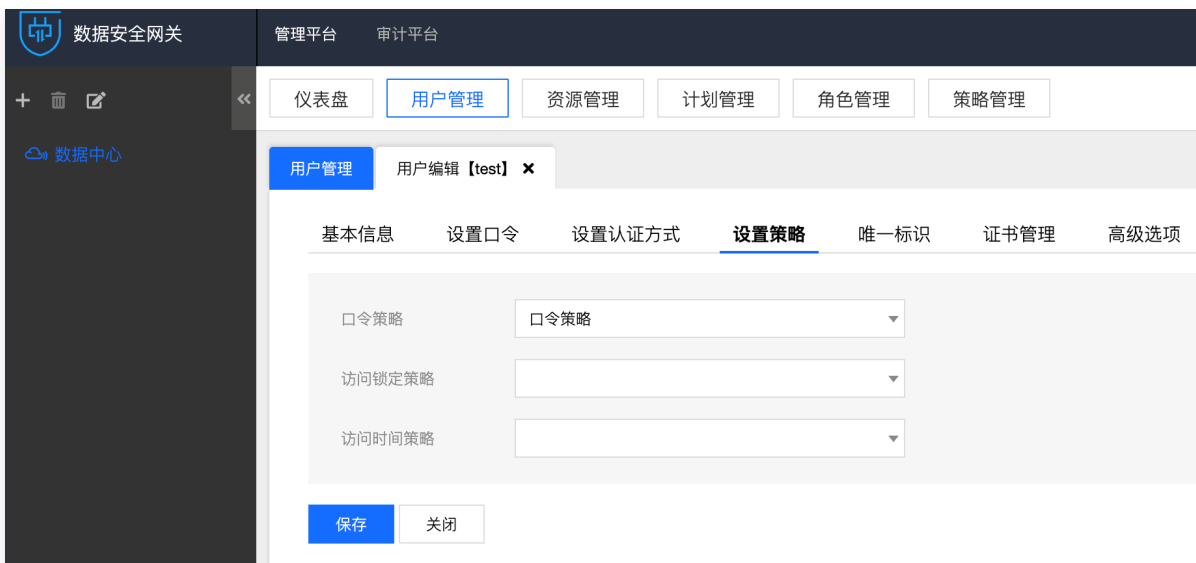 数据安全网关 管理平台 审计平台
仪表盘 用户管理 资源管理 计划管理 角色管理 策略管理
数据中心
用户管理 用户编辑【test】
基本信息 设置口令 设置认证方式 设置策略 唯一标识 证书管理 高级选项
口令策略 口令策略
访问锁定策略
访问时间策略
保存 关闭